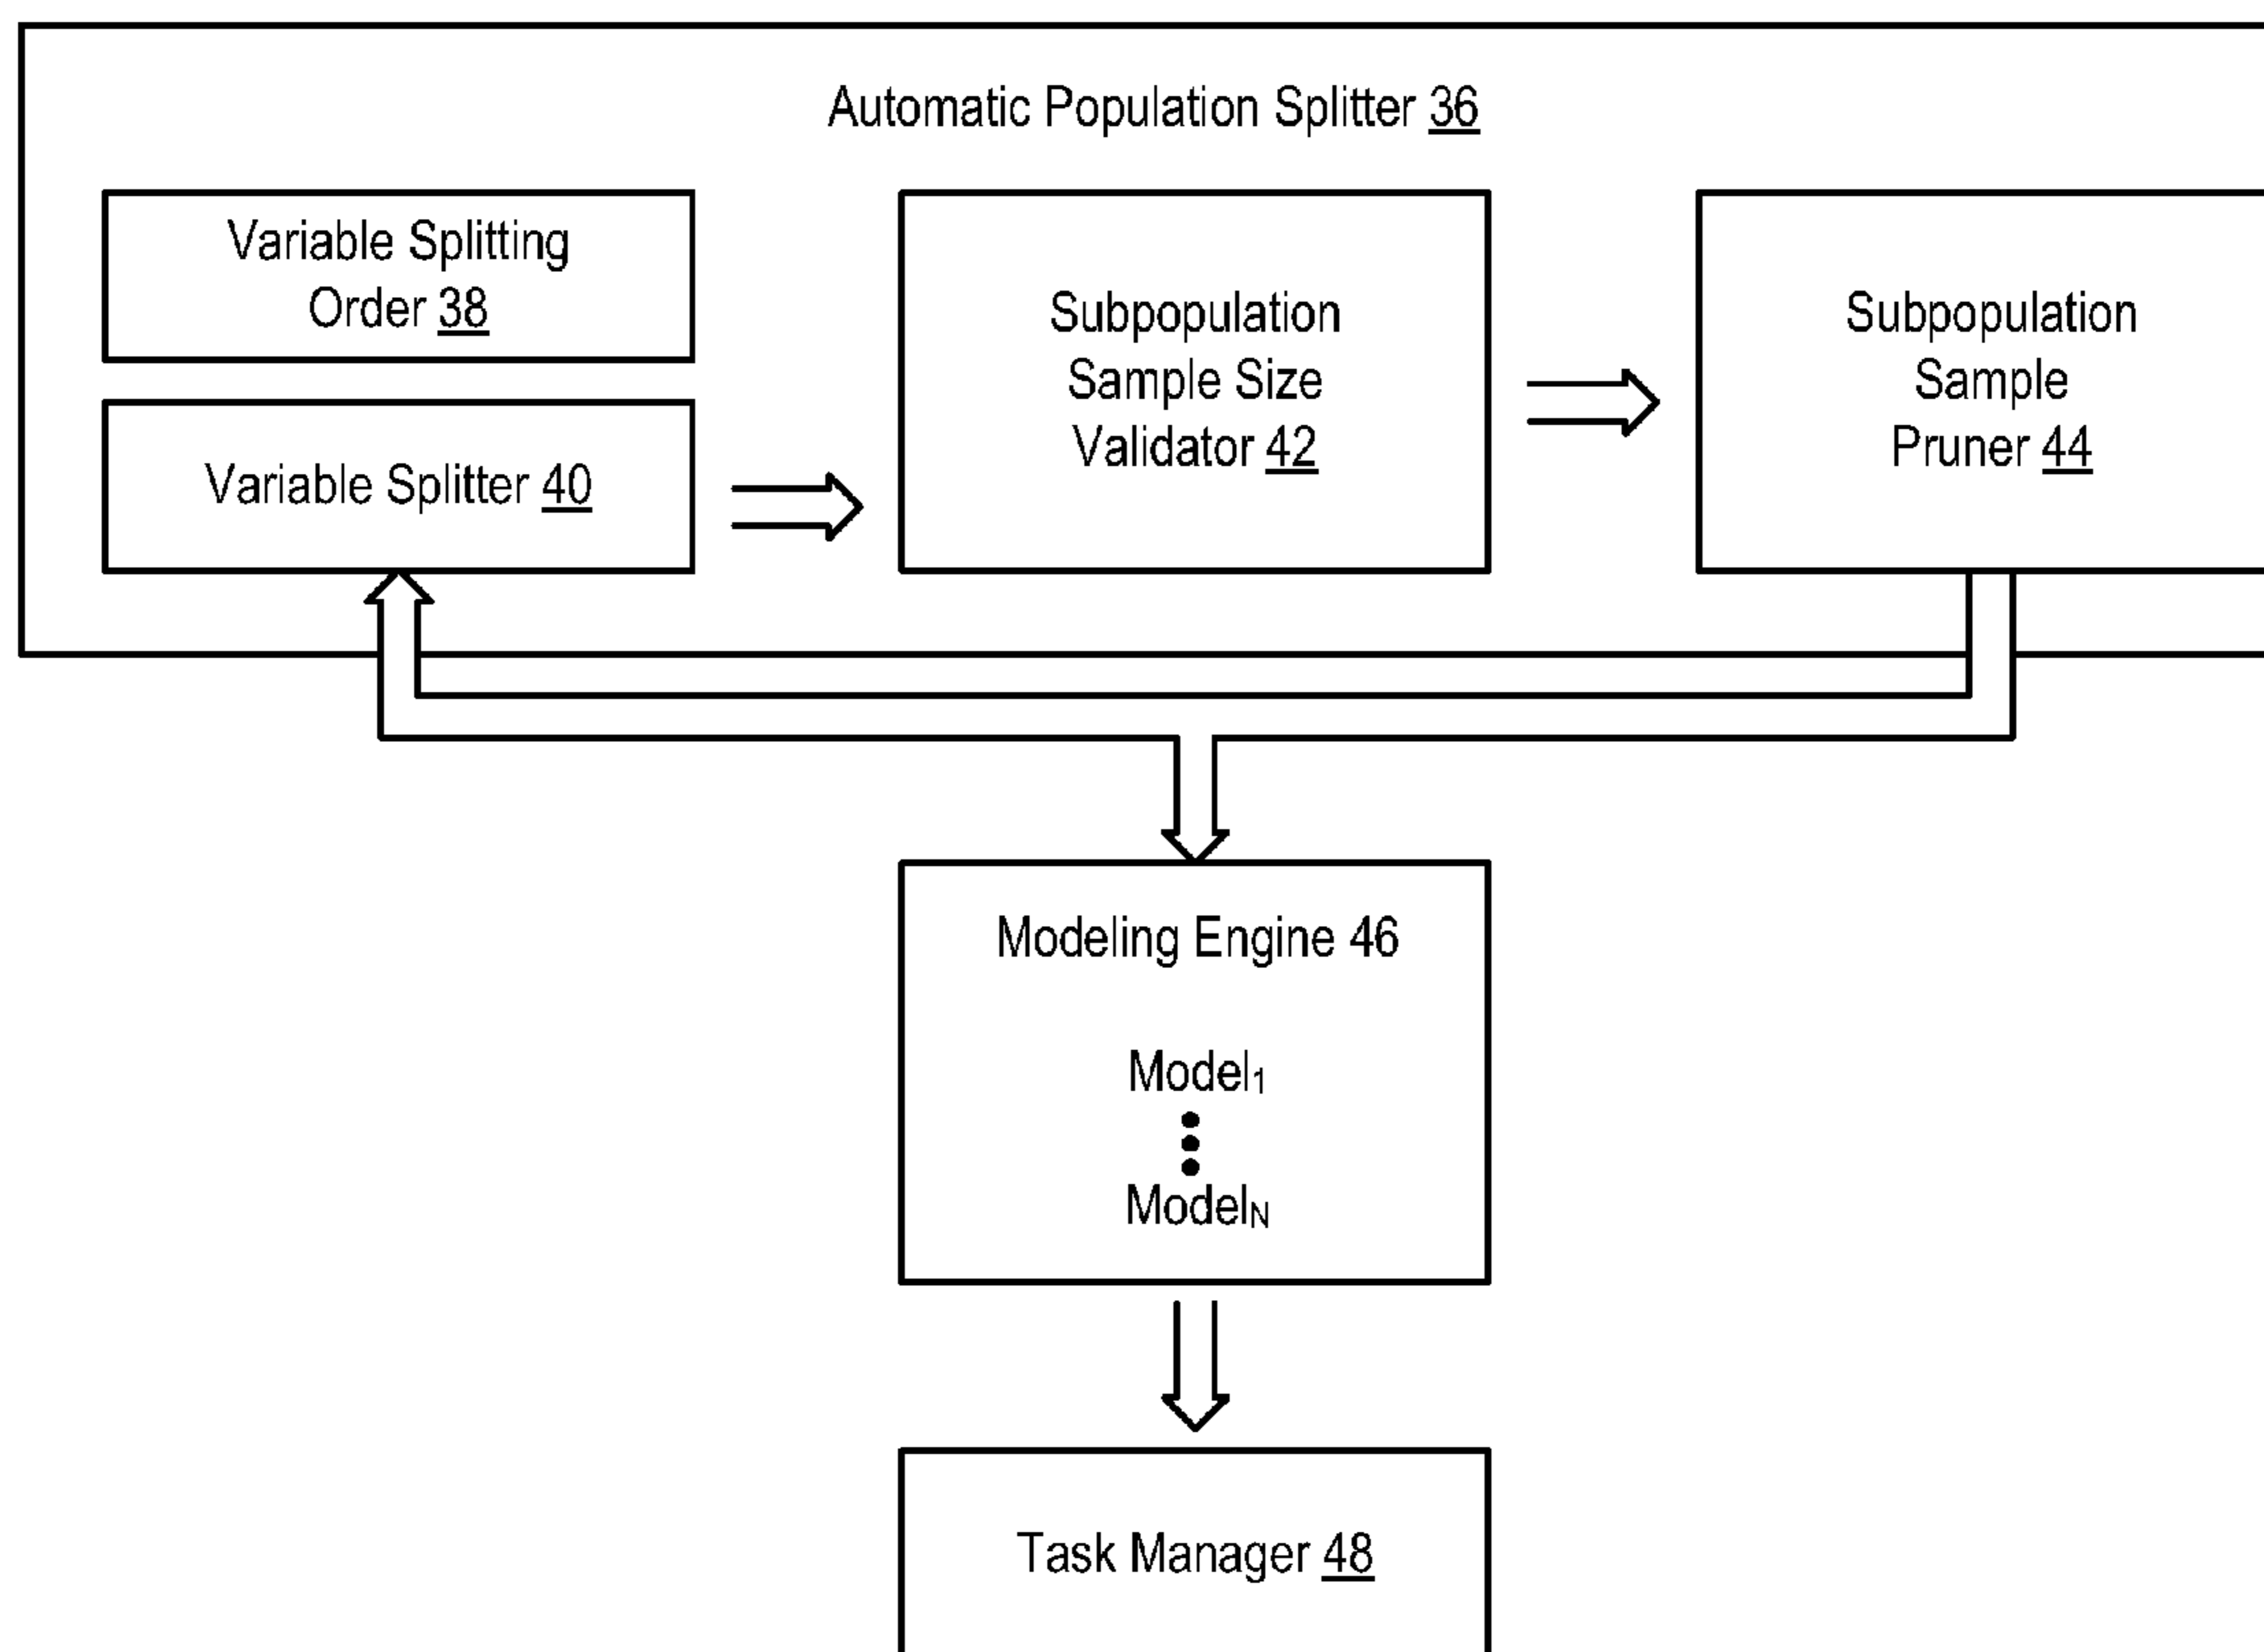 Automatic Population Splitter 36
Variable Splitting
Order 38
Variable Splitter 40
Subpopulation
Sample Size
Validator 42
Subpopulation
Sample
Pruner 44
Modeling Engine 46
Model₁
Model_N
Task Manager 48